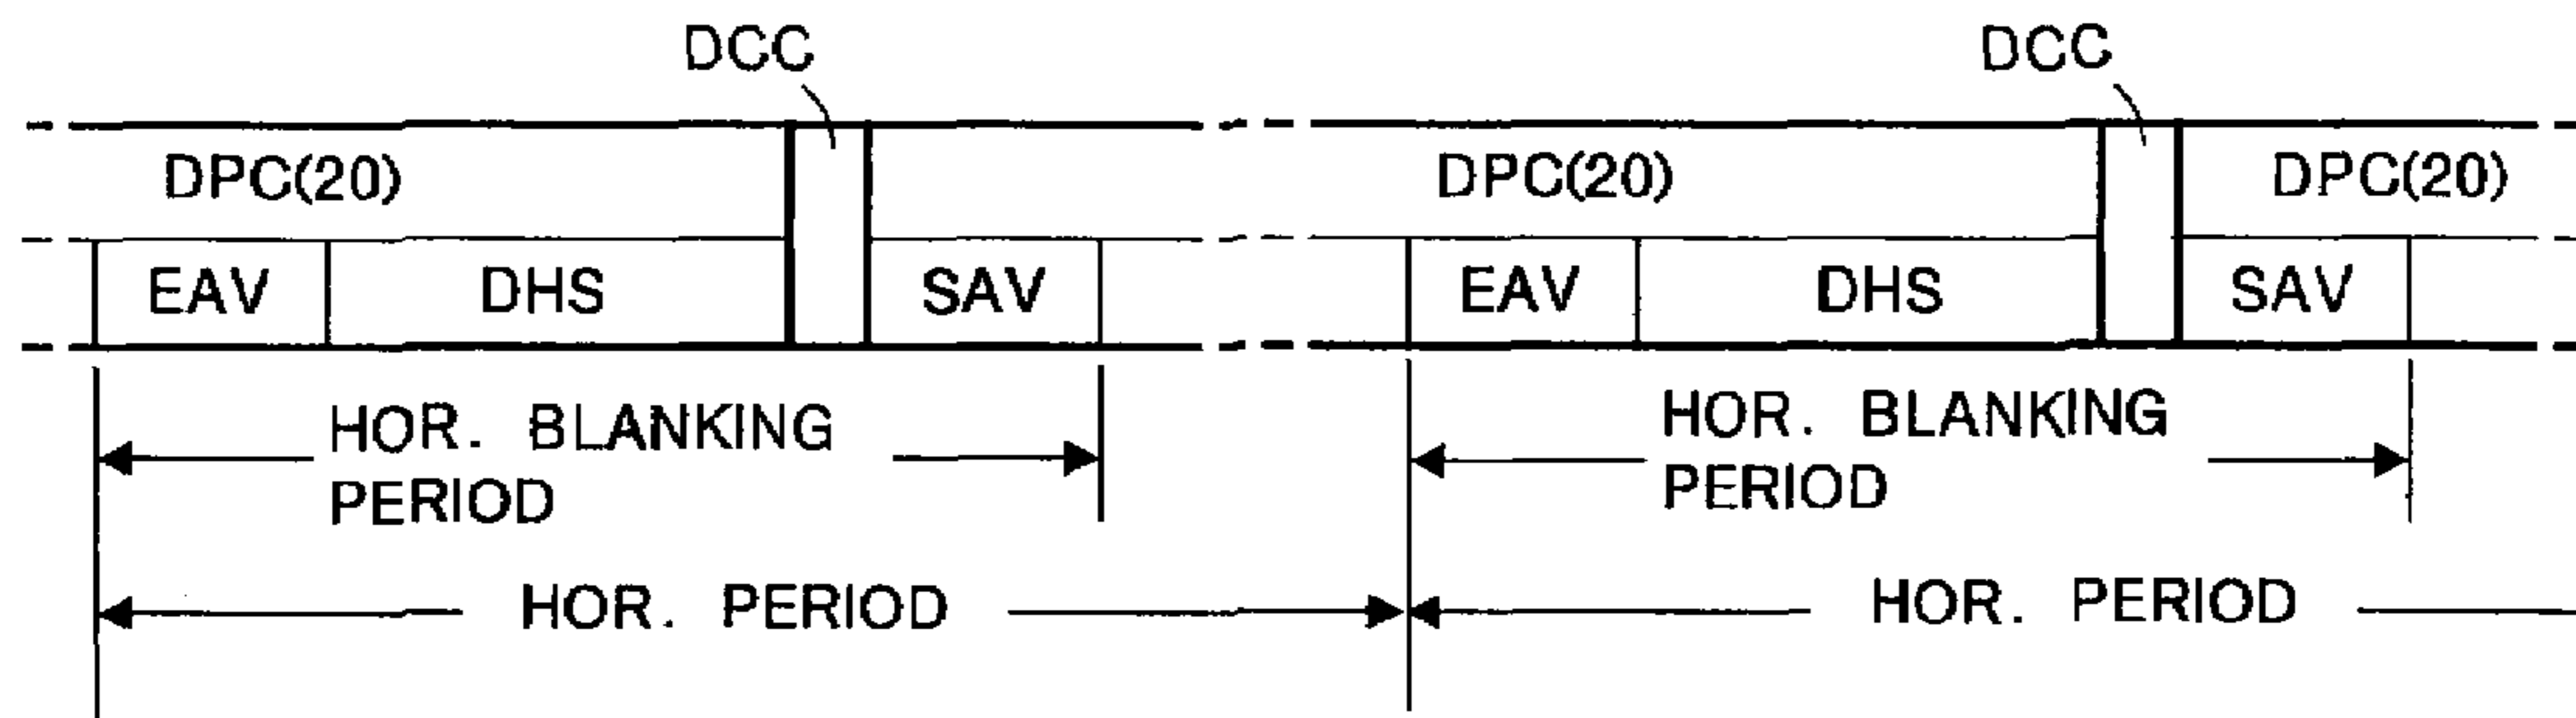 DCC DCC
DPC(20) DPC(20) DPC(20)
EAV DHS SAV EAV DHS SAV
HOR. BLANKING PERIOD
HOR. BLANKING PERIOD
HOR. PERIOD HOR. PERIOD